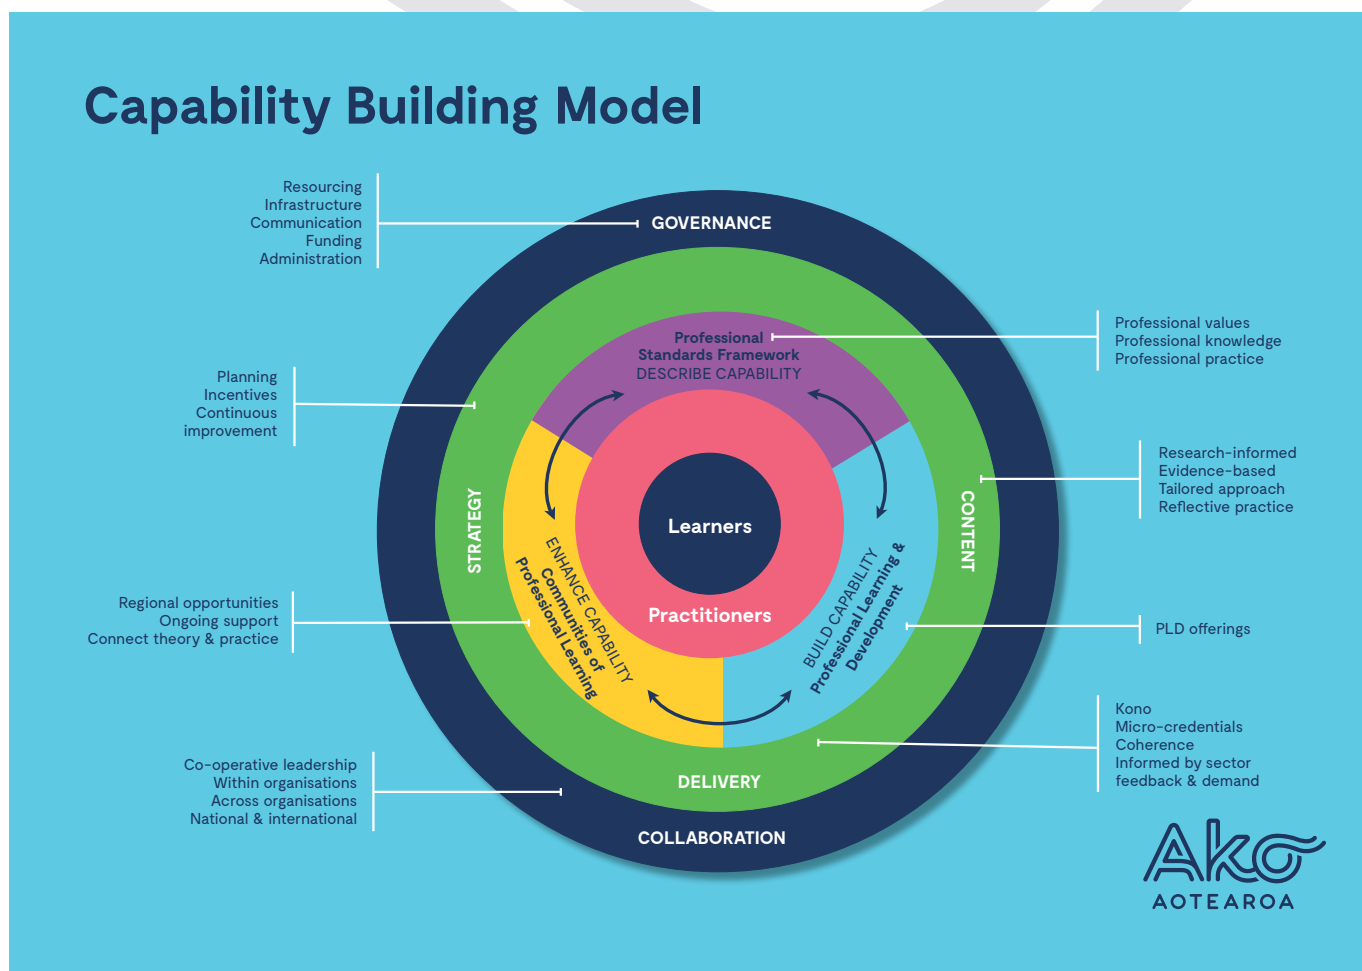 Capability Building Model
Resourcing
Infrastructure
Communication
Funding
Administration
GOVERNANCE
Professional values
Professional knowledge
Professional practice
Professional
Standards Framework
DESCRIBE CAPABILITY
Planning
Incentives
Continuous
improvement
Research-informed
Evidence-based
Tailored approach
Reflective practice
STRATEGY
CONTENT
Learners
Practitioners
ENHANCE CAPABILITY
Communities of
Professional Learning
BUILD CAPABILITY
Professional Learning &
Development
Regional opportunities
Ongoing support
Connect theory & practice
PLD offerings
Kono
Micro-credentials
Coherence
Informed by sector
feedback & demand
Co-operative leadership
Within organisations
Across organisations
National & international
DELIVERY
COLLABORATION
Ako
AOTEAROA